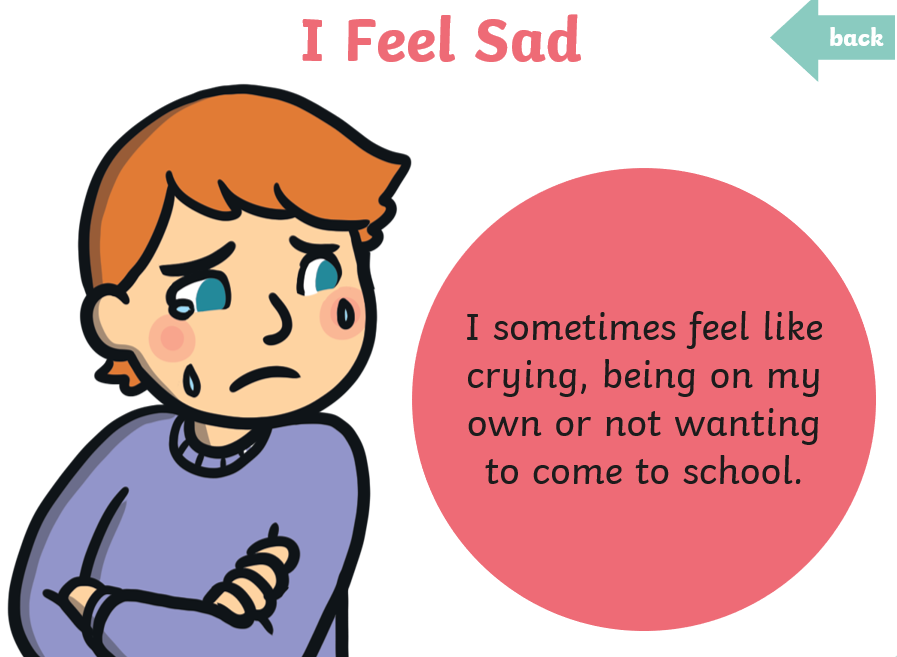 I Feel Sad
back
I sometimes feel like
crying, being on my
own or not wanting
to come to school.